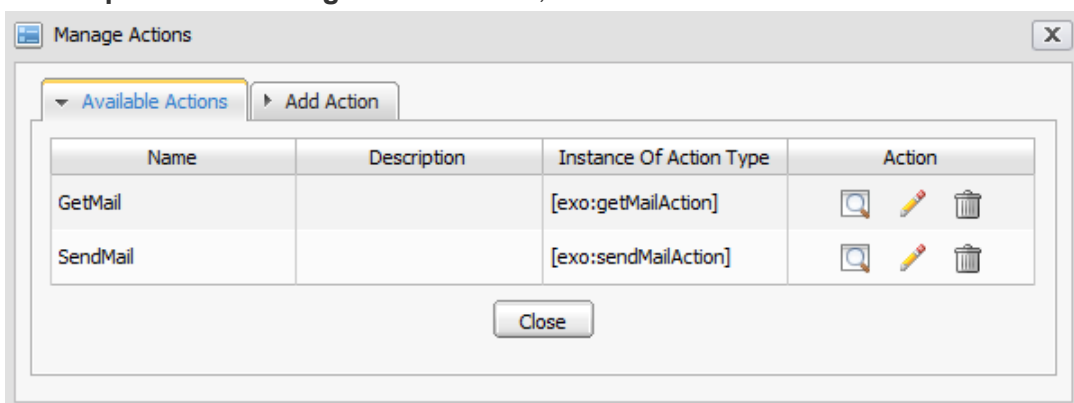 Manage Actions
X
Available Actions Add Action
Name Description Instance Of Action Type Action
GetMail [exo:getMailAction]
SendMail [exo:sendMailAction]
Close